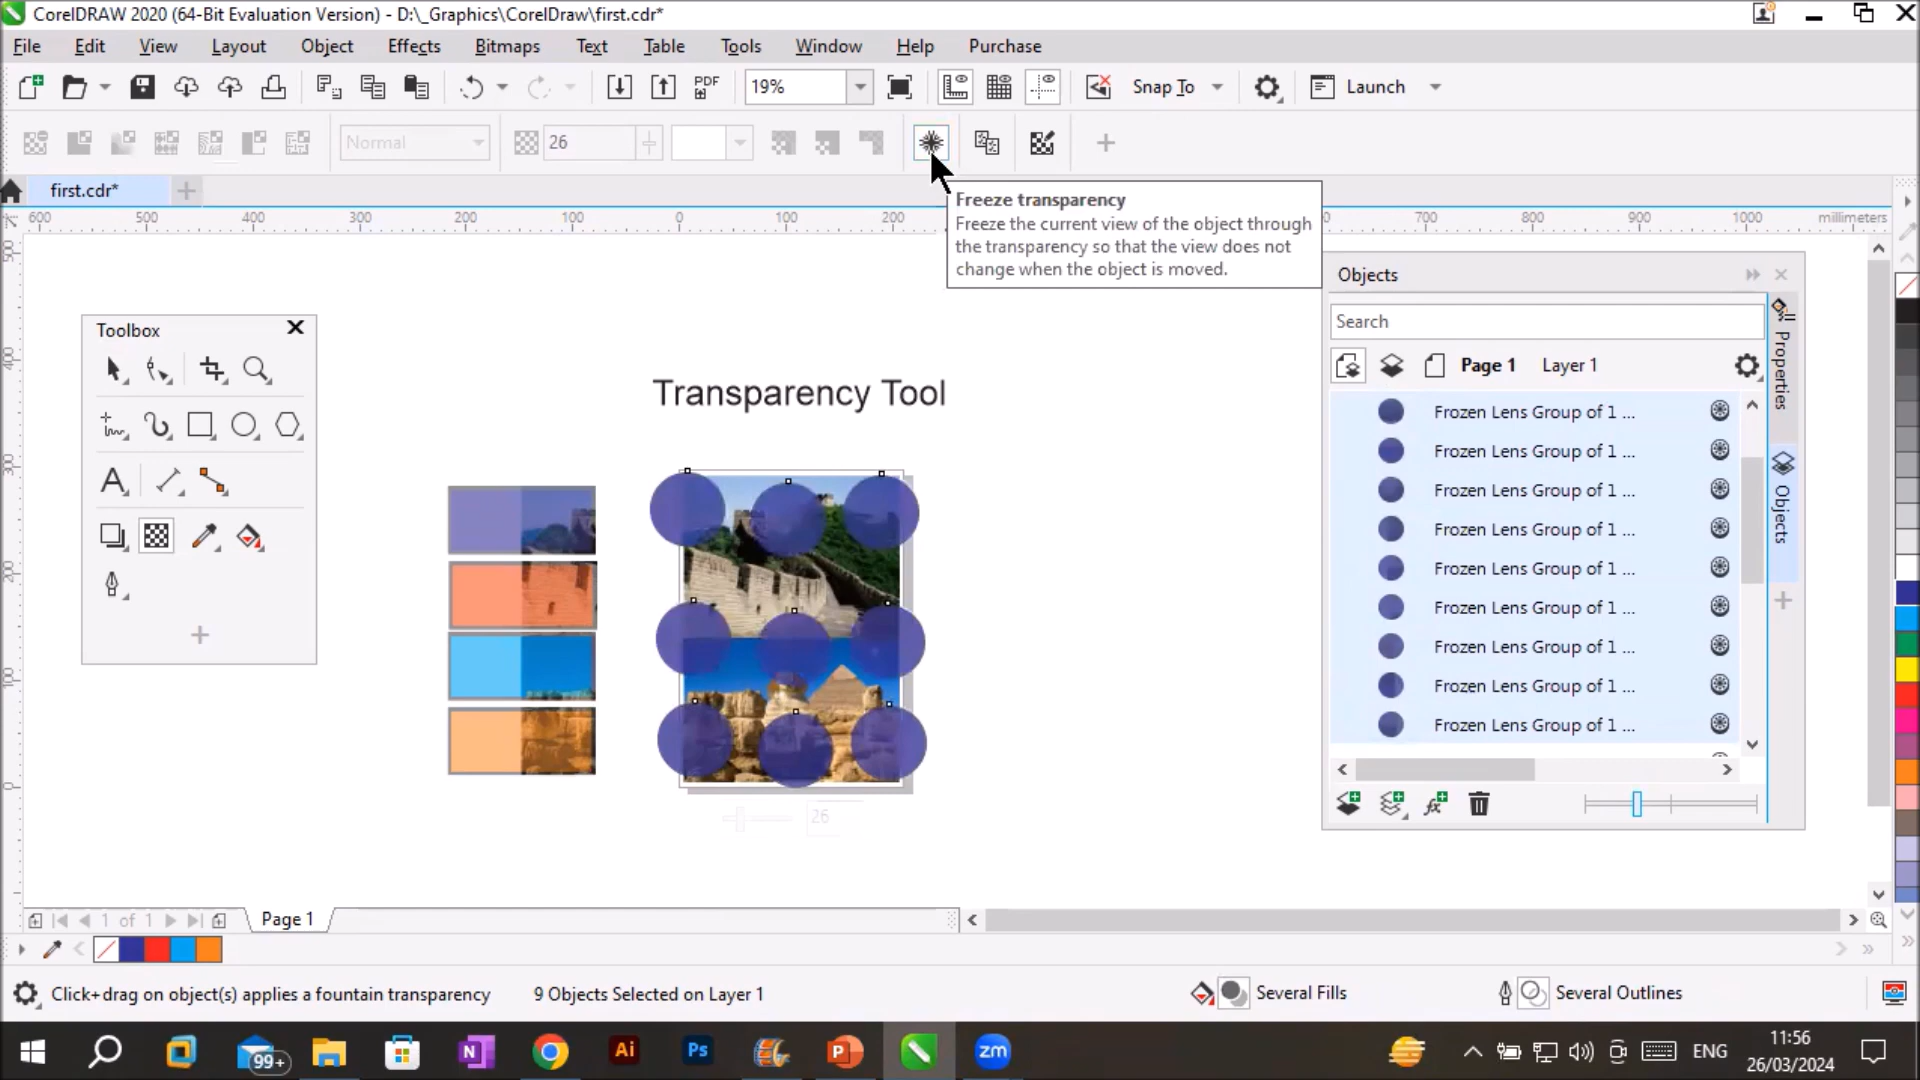 CorelDRAW 2020 (64-Bit Evaluation Version) - D:\_Graphics\CorelDraw\first.cdr*
File Edit View Layout Object Effects Bitmaps Text Table Tools Window Help Purchase
PDF 19% Snap To Launch
Normal 26
first.cdr*
600 500 400 300 200 100 0 100 200 700 800 900 1000 millimeters
Freeze transparency
Freeze the current view of the object through
the transparency so that the view does not
change when the object is moved.
Toolbox
Transparency Tool
26
Objects
Search
Page 1 Layer 1
Frozen Lens Group of 1 ...
Frozen Lens Group of 1 ...
Frozen Lens Group of 1 ...
Frozen Lens Group of 1 ...
Frozen Lens Group of 1 ...
Frozen Lens Group of 1 ...
Frozen Lens Group of 1 ...
Frozen Lens Group of 1 ...
Frozen Lens Group of 1 ...
Properties
Objects
500
400
300
200
100
0
1 of 1 Page 1
Click+drag on object(s) applies a fountain transparency 9 Objects Selected on Layer 1 Several Fills Several Outlines
99+ Ai Ps zm ENG
11:56
26/03/2024